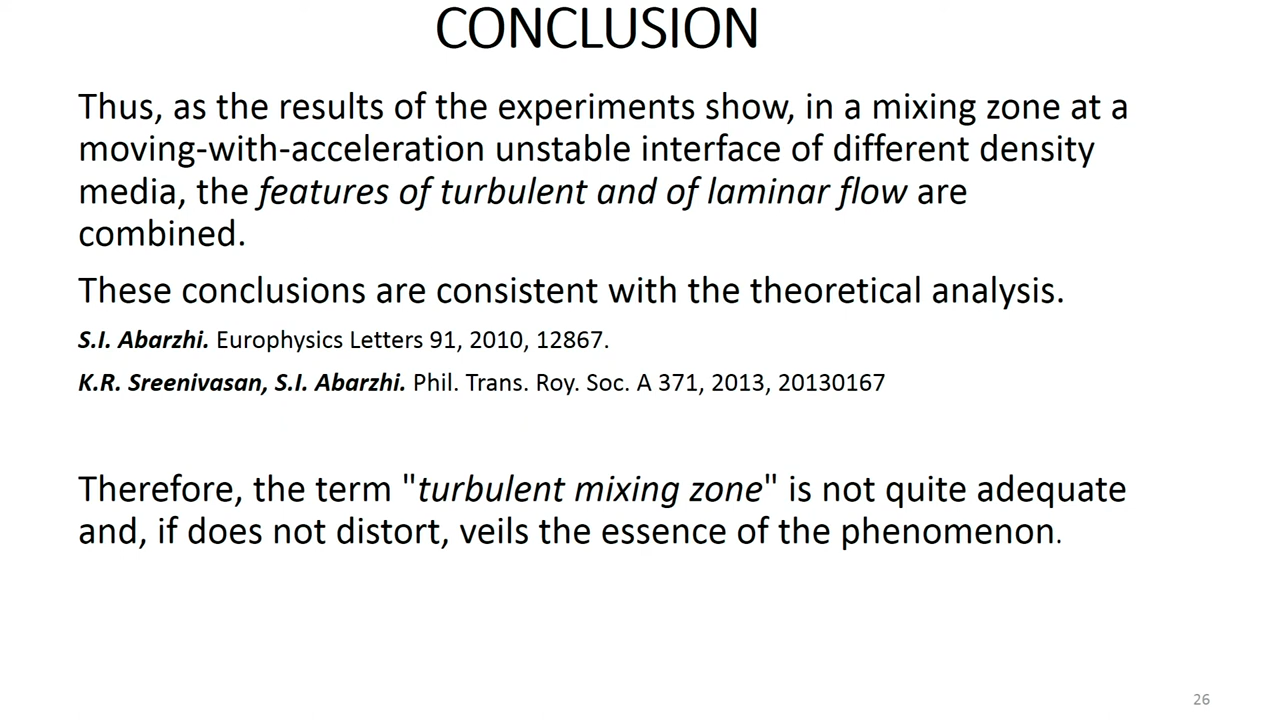 CONCLUSION
Thus, as the results of the experiments show, in a mixing zone at a
moving-with-acceleration unstable interface of different density
media, the features of turbulent and of laminar flow are
combined.
These conclusions are consistent with the theoretical analysis.
S.I. Abarzhi. Europhysics Letters 91, 2010, 12867.
K.R. Sreenivasan, S.I. Abarzhi. Phil. Trans. Roy. Soc. A 371, 2013, 20130167
Therefore, the term "turbulent mixing zone" is not quite adequate
and, if does not distort, veils the essence of the phenomenon.
26